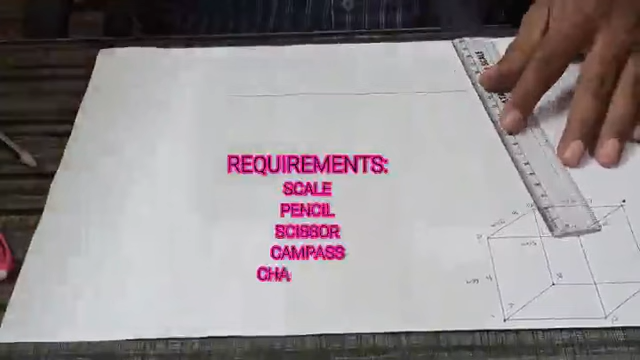 REQUIREMENTS:
SCALE
PENCIL
SCISSOR
CAMPASS
CHA